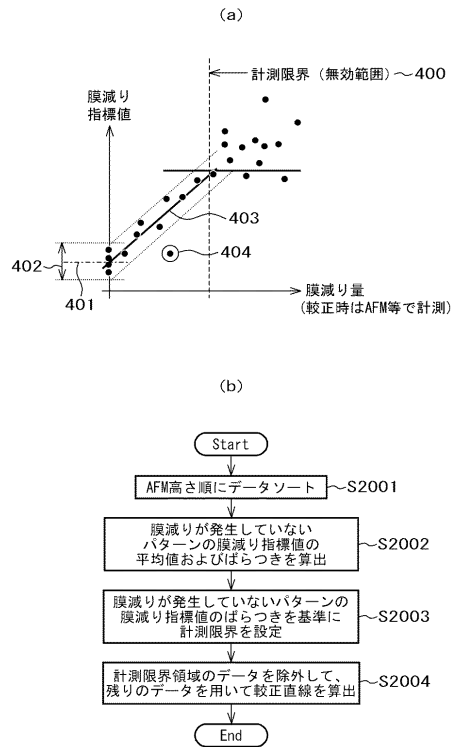 (a)
計測限界 (無効範囲) 400
膜減り
指標値
403
402
404
401
膜減り量
(較正時はAFM等で計測)
(b)
Start
AFM高さ順にデータソート S2001
膜減りが発生していない
パターンの膜減り指標値の
平均値およびばらつきを算出
S2002
膜減りが発生していないパターンの
膜減り指標値のばらつきを基準に
計測限界を設定
S2003
計測限界領域のデータを除外して、
残りのデータを用いて較正直線を算出
S2004
End